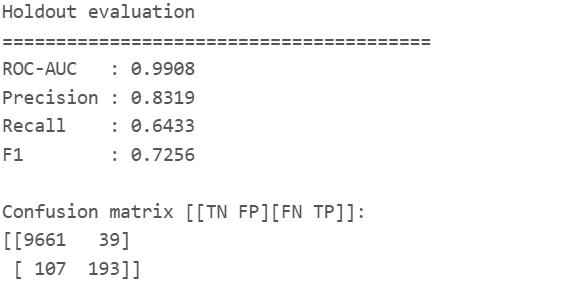 Holdout evaluation
========================================
ROC-AUC   : 0.9908
Precision : 0.8319
Recall    : 0.6433
F1        : 0.7256

Confusion matrix [[TN FP][FN TP]]:
[[9661   39]
 [ 107  193]]